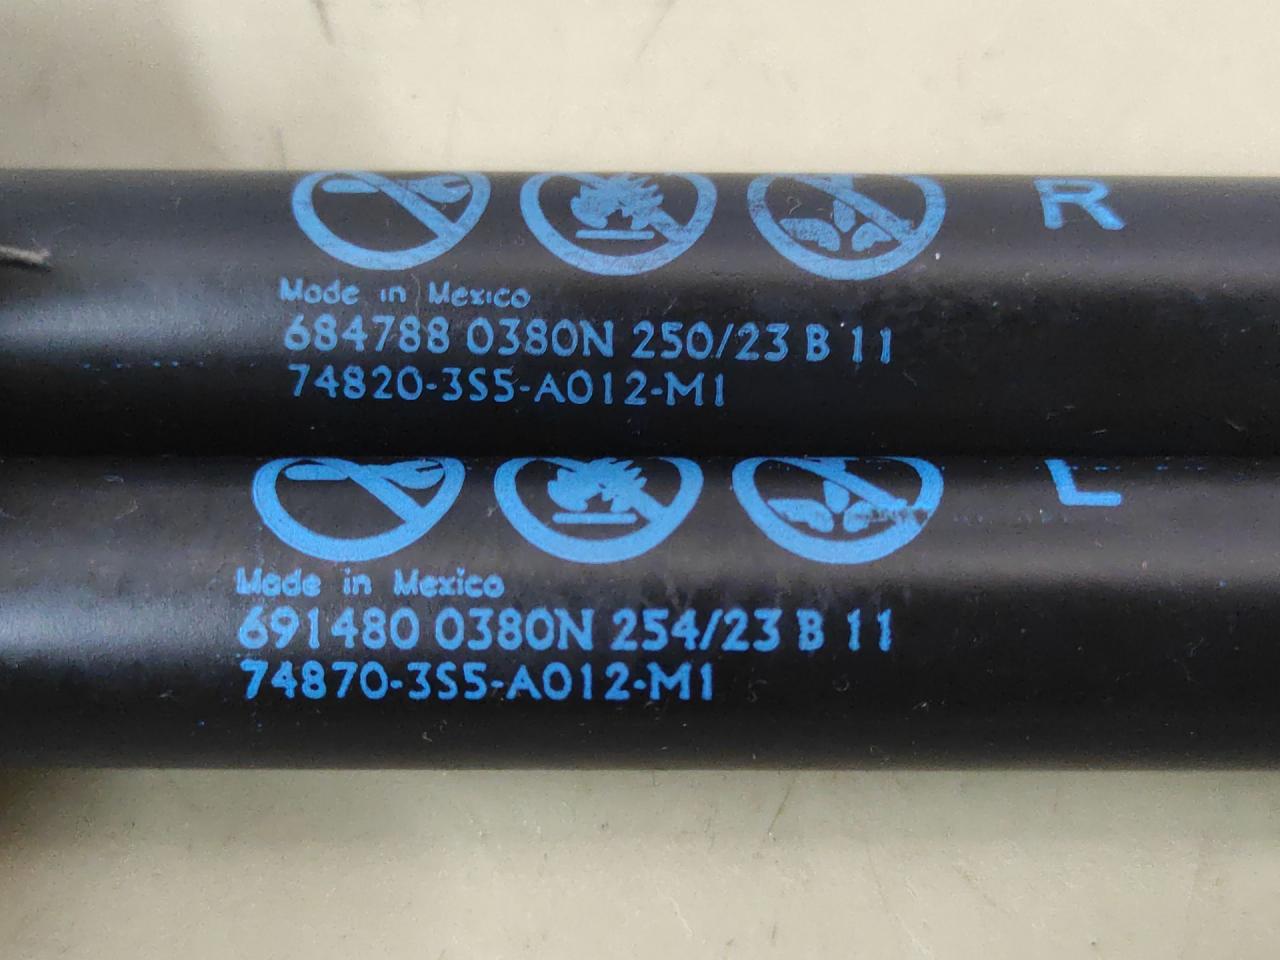 R
Made in Mexico
684788 0380N 250/23 B 11
74820-3S5-A012-M1
L
Made in Mexico
691480 0380N 254/23 B 11
74870-3S5-A012-M1